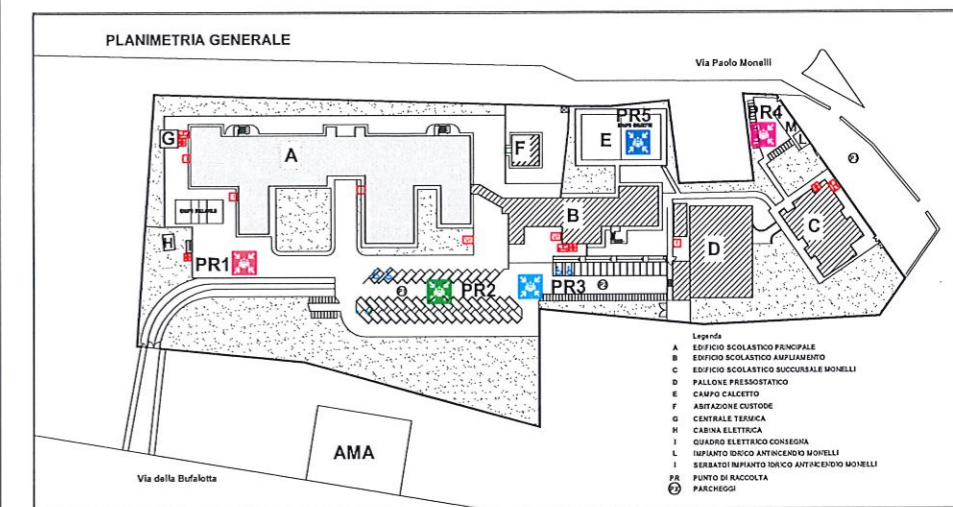 PLANIMETRIA GENERALE
Via Paolo Monelli
PR5
PR4
G
A
F
E
M
L
B
C
H
D
PR1
PR2
PR3
AMA
Via della Bufalotta
Legenda
A EDIFICIO SCOLASTICO PRINCIPALE
B EDIFICIO SCOLASTICO AMPLIAMENTO
C EDIFICIO SCOLASTICO SUCCURSALE MONELLI
D PALLONE PRESSOSTATICO
E CAMPO CALCETTO
F ABITAZIONE CUSTODE
G CENTRALE TERMICA
H CABINA ELETTRICA
I QUADRO ELETTRICO CONSEGNA
L IMPIANTO IDRICO ANTINCENDIO MONELLI
I SERBATOI IMPIANTO IDRICO ANTINCENDIO MONELLI
PR PUNTO DI RACCOLTA
PARCHEGGI